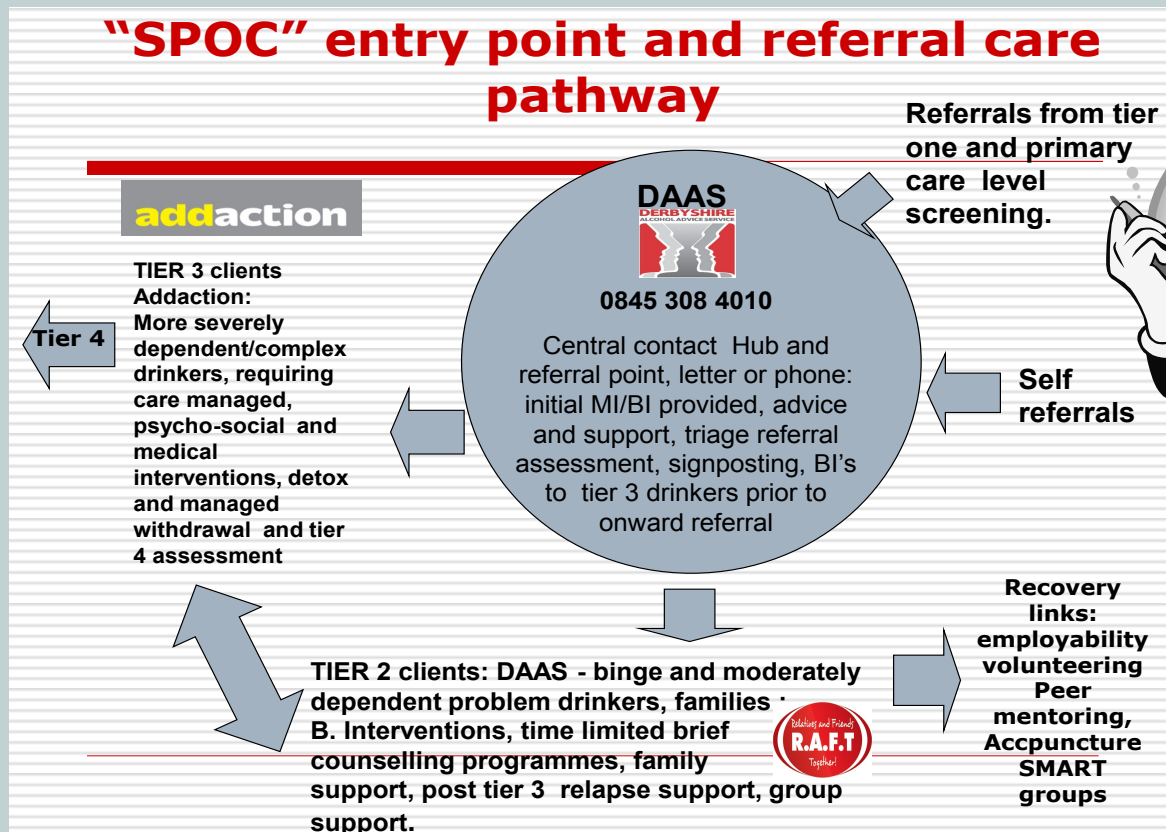 “SPOC” entry point and referral care
pathway
Referrals from tier
one and primary
care level
screening.
addaction
DAAS
DERBYSHIRE
ALCOHOL ADVICE SERVICE
0845 308 4010
Central contact Hub and
referral point, letter or phone:
initial MI/BI provided, advice
and support, triage referral
assessment, signposting, BI's
to tier 3 drinkers prior to
onward referral
Self
referrals
TIER 3 clients
Addaction:
More severely
dependent/complex
drinkers, requiring
care managed,
psycho-social and
medical
interventions, detox
and managed
withdrawal and tier
4 assessment
Tier 4
TIER 2 clients: DAAS - binge and moderately
dependent problem drinkers, families :
B. Interventions, time limited brief
counselling programmes, family
support, post tier 3 relapse support, group
support.
Relatives and Friends
R.A.F.T
Together!
Recovery
links:
employability
volunteering
Peer
mentoring,
Accpuncture
SMART
groups